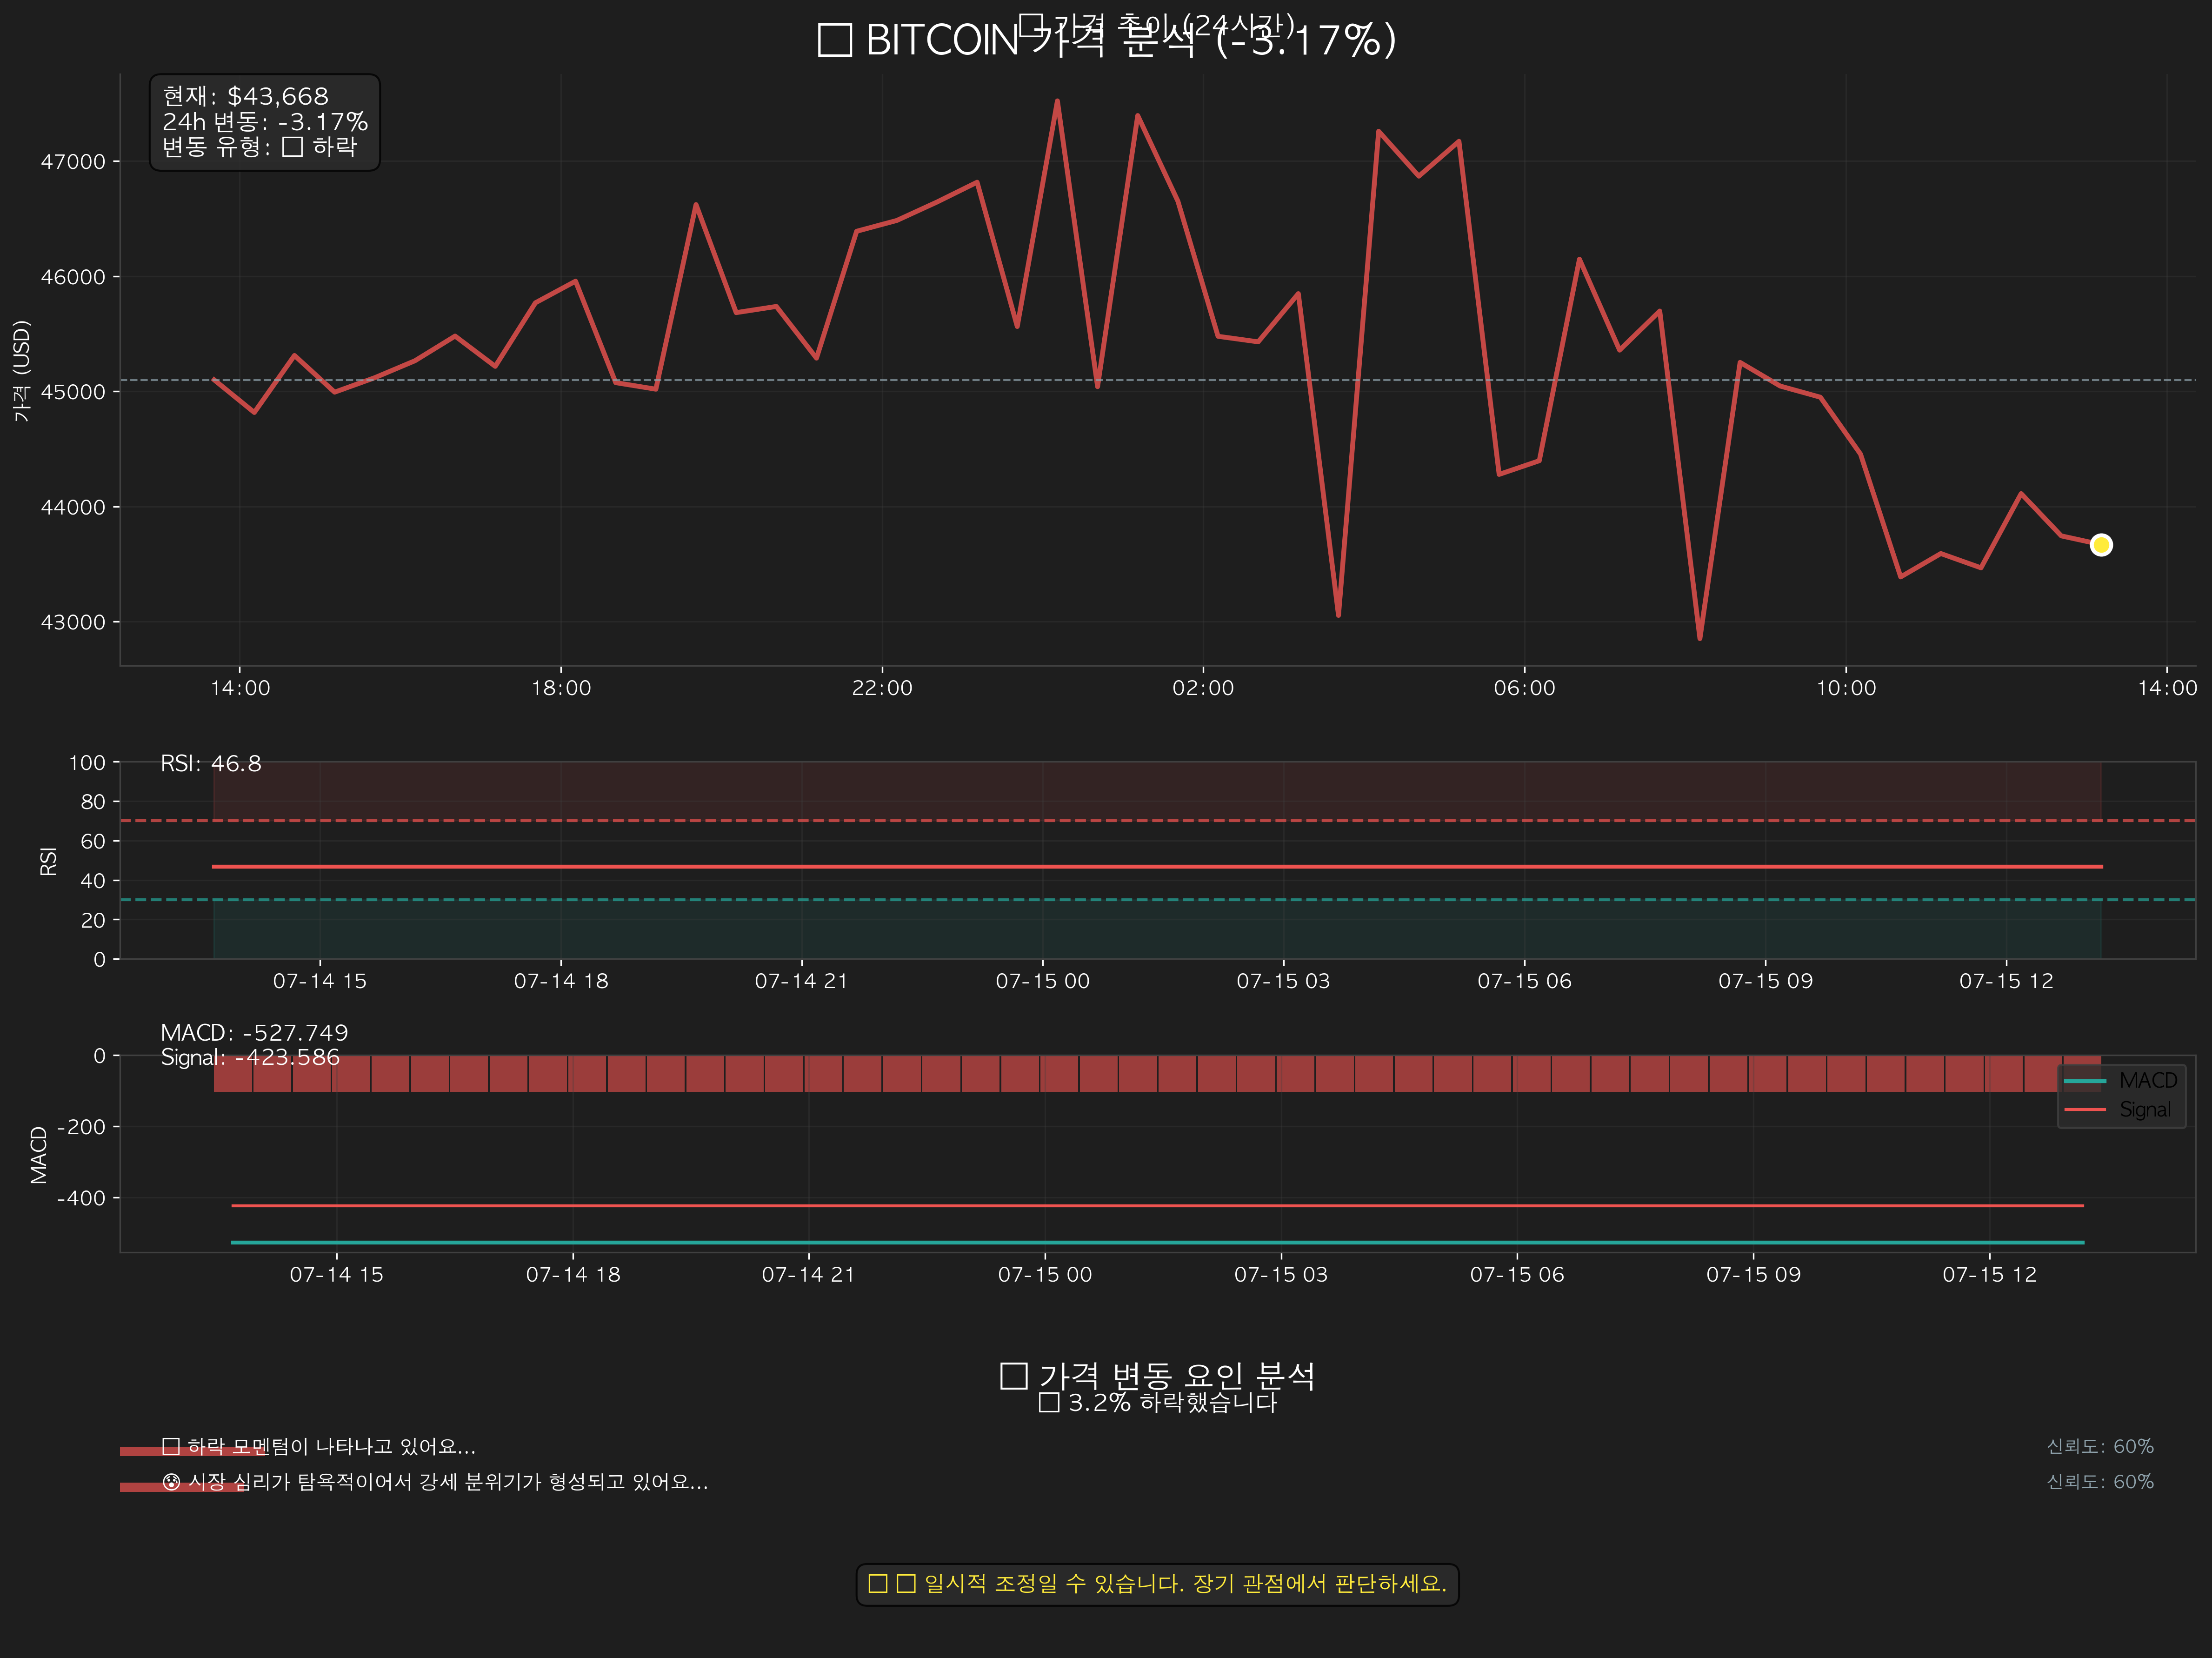 □ 가격 추이 (24시간)
□ BITCOIN 가격 분석 (-3.17%)
현재: $43,668
24h 변동: -3.17%
변동 유형: □ 하락
가격 (USD)
47000
46000
45000
44000
43000
14:00 18:00 22:00 02:00 06:00 10:00 14:00
RSI: 46.8
RSI
100
80
60
40
20
0
07-14 15 07-14 18 07-14 21 07-15 00 07-15 03 07-15 06 07-15 09 07-15 12
MACD: -527.749
Signal: -423.586
MACD
0
-200
-400
MACD
Signal
07-14 15 07-14 18 07-14 21 07-15 00 07-15 03 07-15 06 07-15 09 07-15 12
□ 가격 변동 요인 분석
□ 3.2% 하락했습니다
□ 하락 모멘텀이 나타나고 있어요... 신뢰도: 60%
😰 시장 심리가 탐욕적이어서 강세 분위기가 형성되고 있어요... 신뢰도: 60%
□ □ 일시적 조정일 수 있습니다. 장기 관점에서 판단하세요.